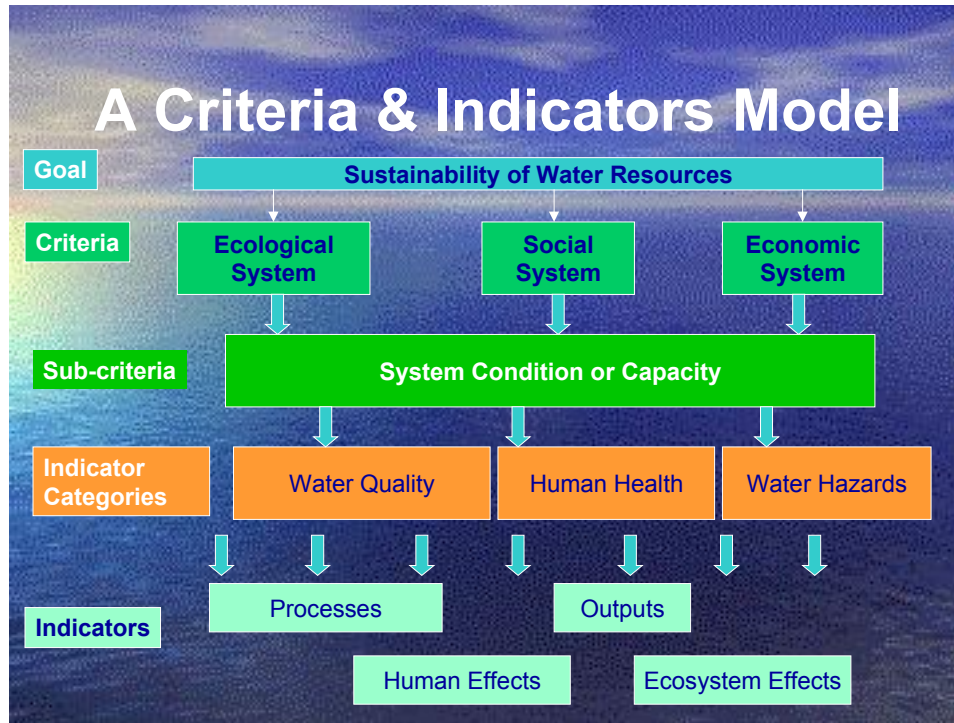 A Criteria & Indicators Model
Goal
Sustainability of Water Resources
Criteria
Ecological
System
Social
System
Economic
System
Sub-criteria
System Condition or Capacity
Indicator
Categories
Water Quality
Human Health
Water Hazards
Indicators
Processes
Outputs
Human Effects
Ecosystem Effects